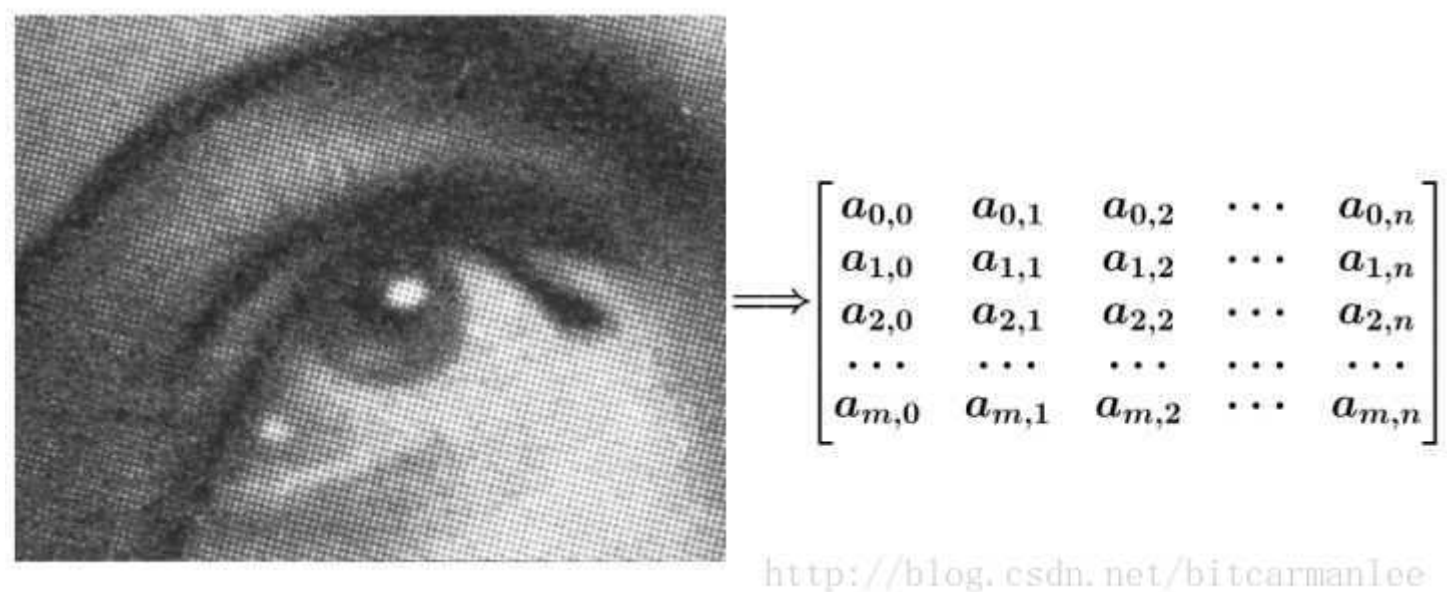 a0,0 a0,1 a0,2 ··· a0,n
a1,0 a1,1 a1,2 ··· a1,n
⟹ a2,0 a2,1 a2,2 ··· a2,n
··· ··· ··· ··· ···
am,0 am,1 am,2 ··· am,n
http://blog.csdn.net/bitcarmanlee